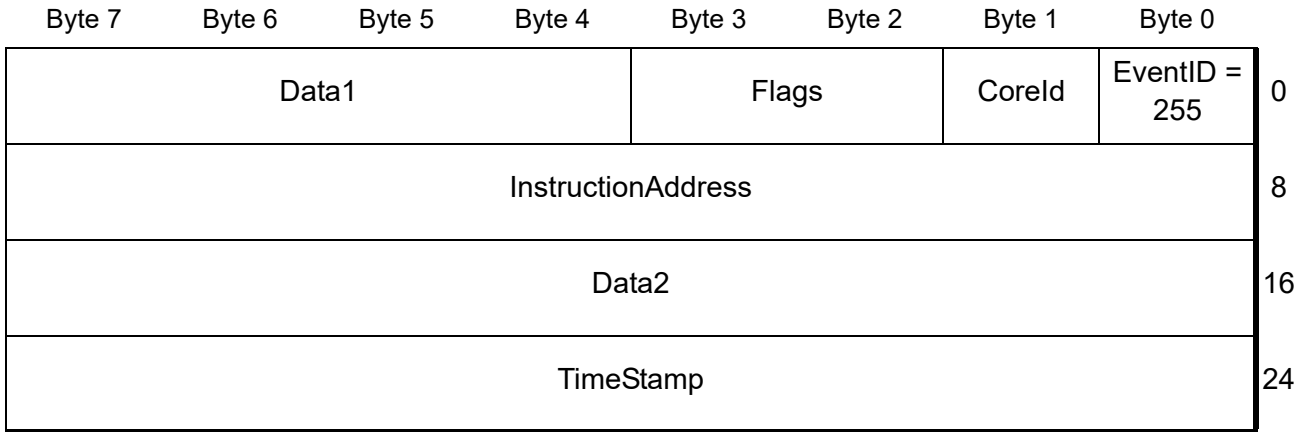 Byte 7 Byte 6 Byte 5 Byte 4 Byte 3 Byte 2 Byte 1 Byte 0
Data1 Flags CoreId EventID = 255 0
InstructionAddress 8
Data2 16
TimeStamp 24